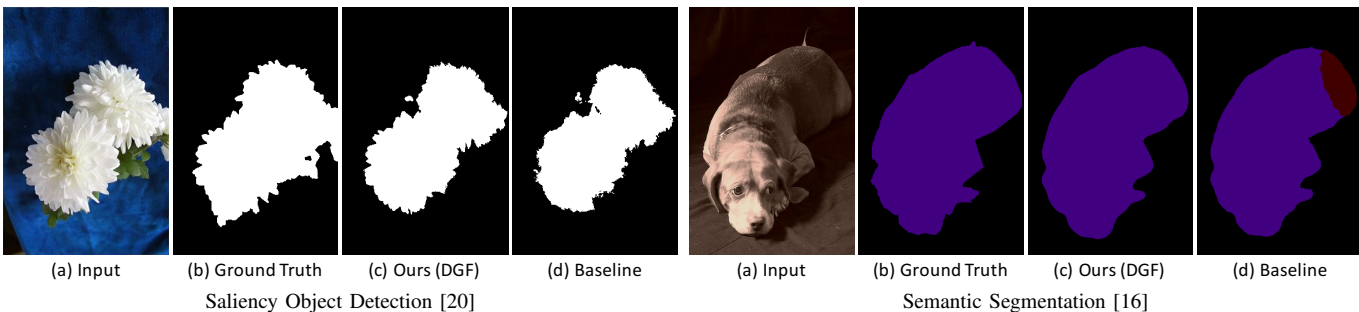 (a) Input (b) Ground Truth (c) Ours (DGF) (d) Baseline (a) Input (b) Ground Truth (c) Ours (DGF) (d) Baseline
Saliency Object Detection [20] Semantic Segmentation [16]